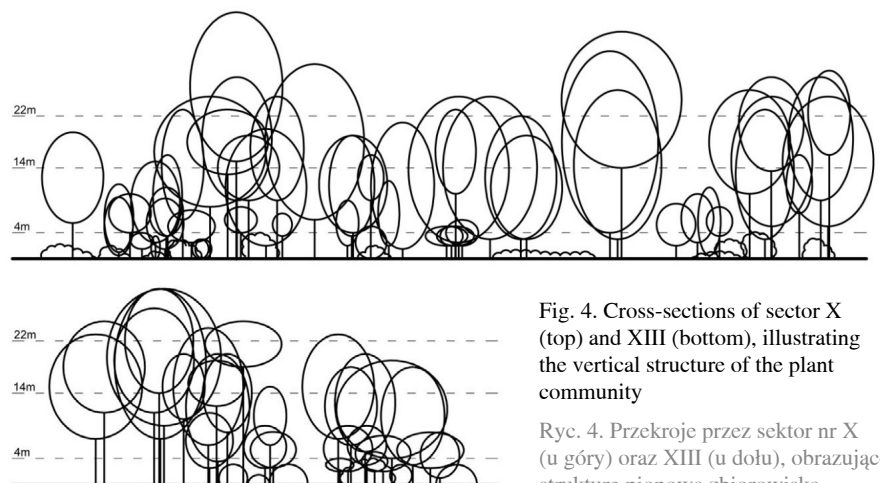 22m
14m
4m
22m
14m
4m
Fig. 4. Cross-sections of sector X
(top) and XIII (bottom), illustrating
the vertical structure of the plant
community
Ryc. 4. Przekroje przez sektor nr X
(u góry) oraz XIII (u dołu), obrazujące